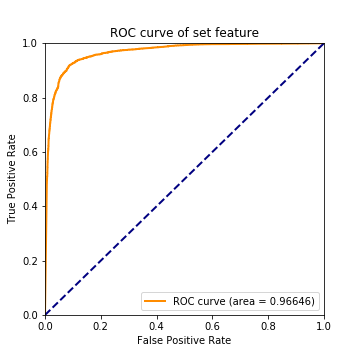 ROC curve of set feature
1.0
0.8
0.6
0.4
0.2
0.0
True Positive Rate
ROC curve (area = 0.96646)
0.0 0.2 0.4 0.6 0.8 1.0
False Positive Rate